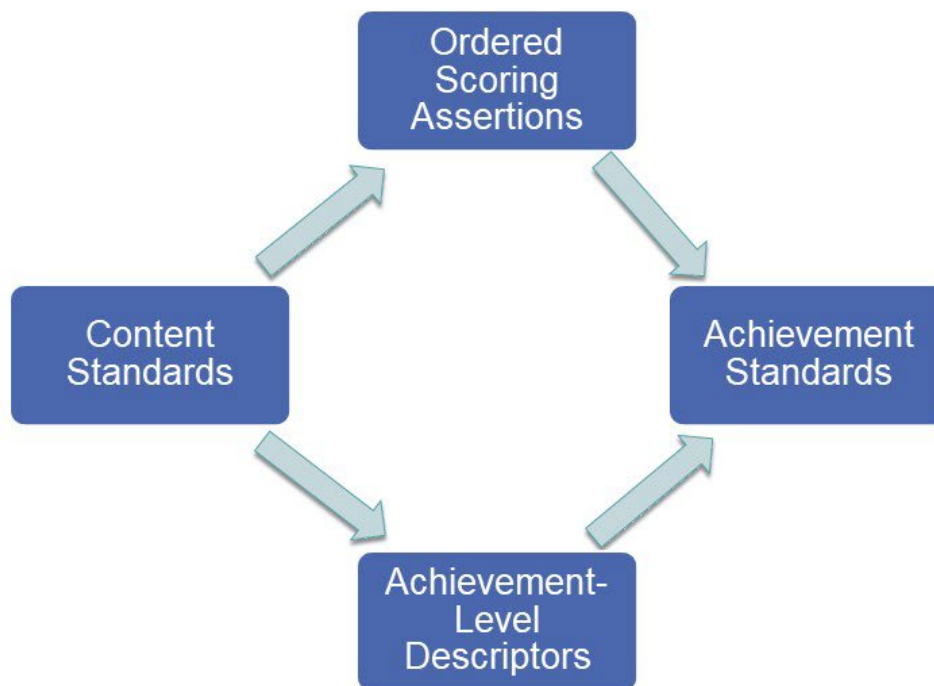 Ordered
Scoring
Assertions
Content
Standards
Achievement
Standards
Achievement-
Level
Descriptors